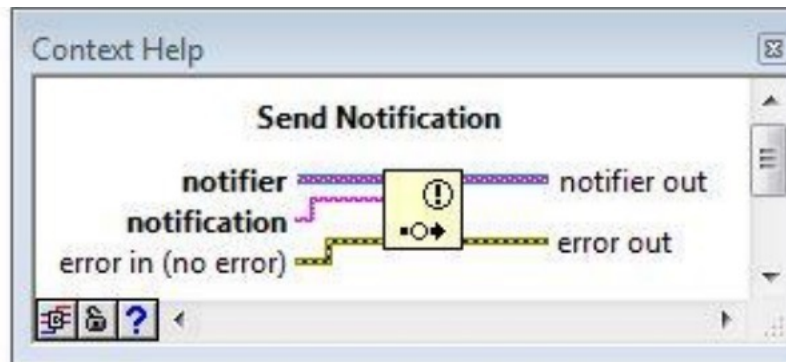 Context Help
Send Notification
notifier
notifier out
notification
error in (no error)
error out
?